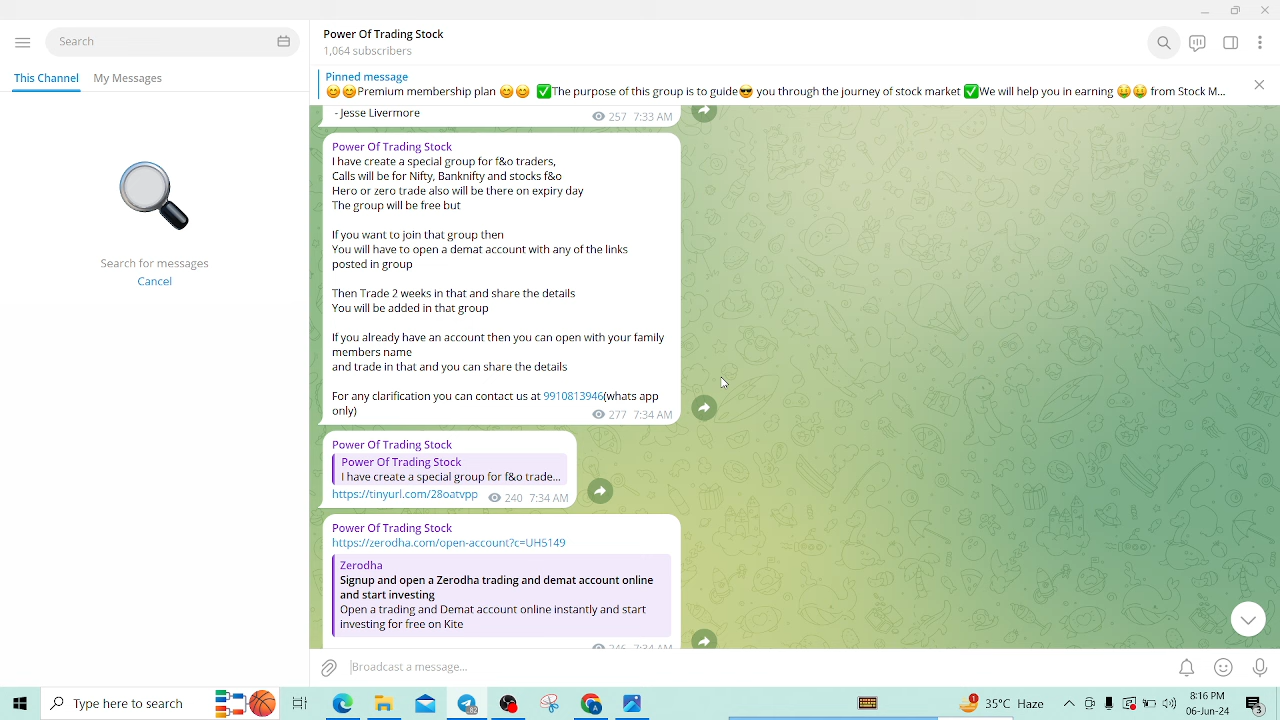 Search
Power Of Trading Stock
1,064 subscribers
This Channel My Messages
Pinned message
😊😊Premium membership plan 😊😊 ✅The purpose of this group is to guide😎 you through the journey of stock market ✅We will help you in earning 🤑🤑 from Stock M...
- Jesse Livermore
257 7:33 AM
Power Of Trading Stock
I have create a special group for f&o traders,
Calls will be for Nifty, Banknifty and stocks f&o
Hero or zero trade also will be there on expiry day
The group will be free but
If you want to join that group then
You will have to open a demat account with any of the links
posted in group
Then Trade 2 weeks in that and share the details
You will be added in that group
If you already have an account then you can open with your family
members name
and trade in that and you can share the details
For any clarification you can contact us at 9910813946(whats app
only)
277 7:34 AM
Search for messages
Cancel
Power Of Trading Stock
Power Of Trading Stock
I have create a special group for f&o trade...
https://tinyurl.com/28oatvpp 240 7:34 AM
Power Of Trading Stock
https://zerodha.com/open-account?c=UH5149
Zerodha
Signup and open a Zerodha trading and demat account online
and start investing
Open a trading and Demat account online instantly and start
investing for free on Kite
246 7:34 AM
Broadcast a message...
Type here to search
35°C Haze
8:16 PM
06-Jun-24
3